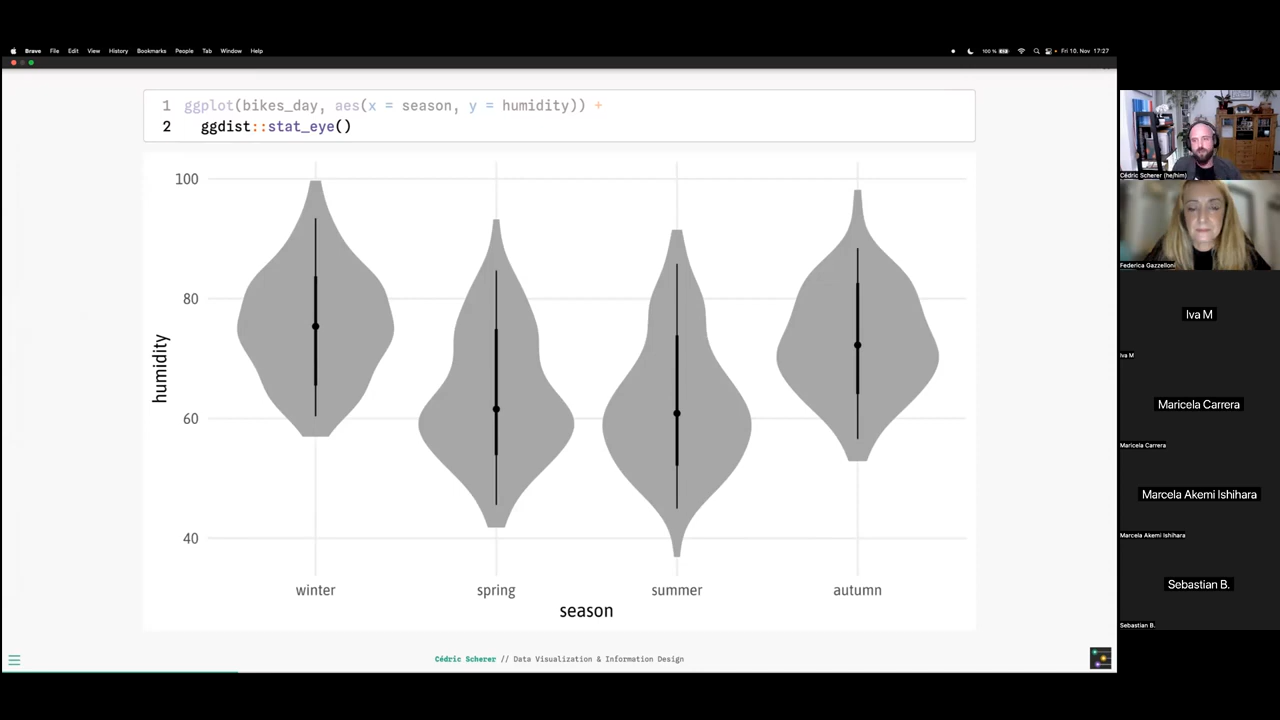 Brave File Edit View History Bookmarks People Tab Window Help
100 % Fri 10. Nov 17:27
1 ggplot(bikes_day, aes(x = season, y = humidity)) +
2 ggdist::stat_eye()
100
80
60
40
humidity
winter spring summer autumn
season
Cédric Scherer // Data Visualization & Information Design
Cédric Scherer (he/him)
Federica Gazzelloni
Iva M
Iva M
Maricela Carrera
Maricela Carrera
Marcela Akemi Ishihara
Marcela Akemi Ishihara
Sebastian B.
Sebastian B.